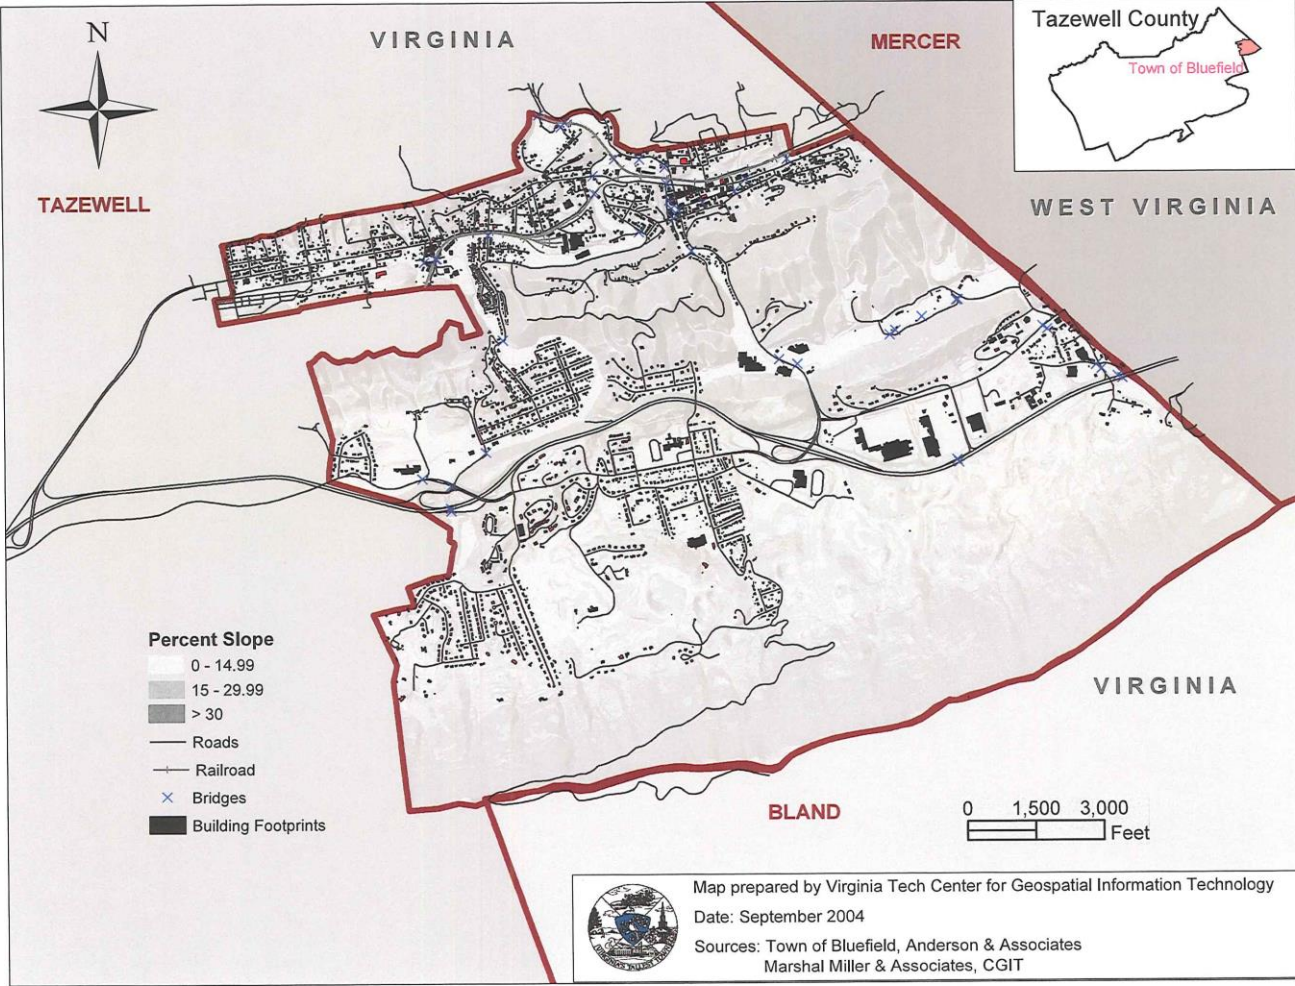 N
VIRGINIA
MERCER
Tazewell County
Town of Bluefield
TAZEWELL
WEST VIRGINIA
Percent Slope
0 - 14.99
15 - 29.99
> 30
Roads
Railroad
Bridges
Building Footprints
VIRGINIA
BLAND
0 1,500 3,000
Feet
Map prepared by Virginia Tech Center for Geospatial Information Technology
Date: September 2004
Sources: Town of Bluefield, Anderson & Associates
Marshal Miller & Associates, CGIT